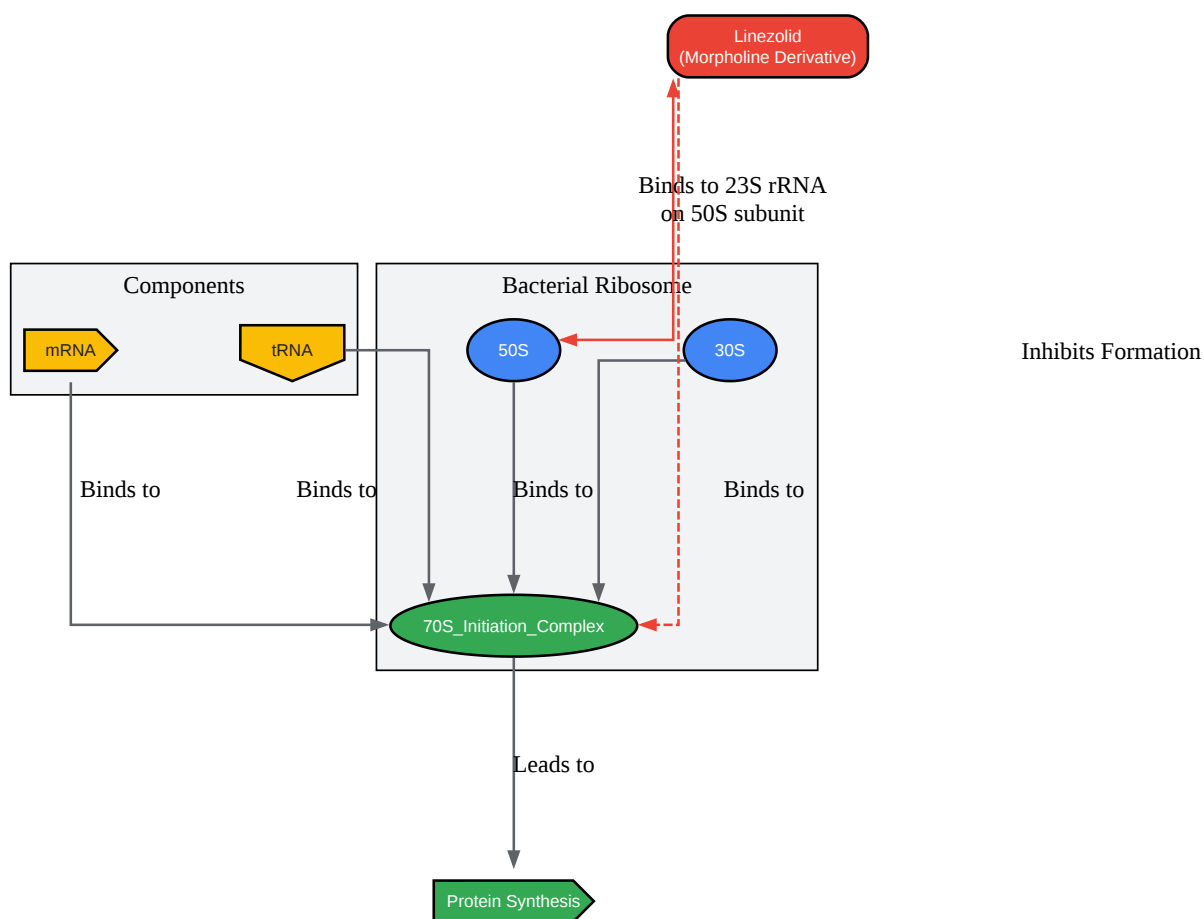 Linezolid
(Morpholine Derivative)
Binds to 23S rRNA
on 50S subunit
Components
Bacterial Ribosome
mRNA
tRNA
50S
30S
Inhibits Formation
Binds to
Binds to
Binds to
Binds to
70S_Initiation_Complex
Leads to
Protein Synthesis